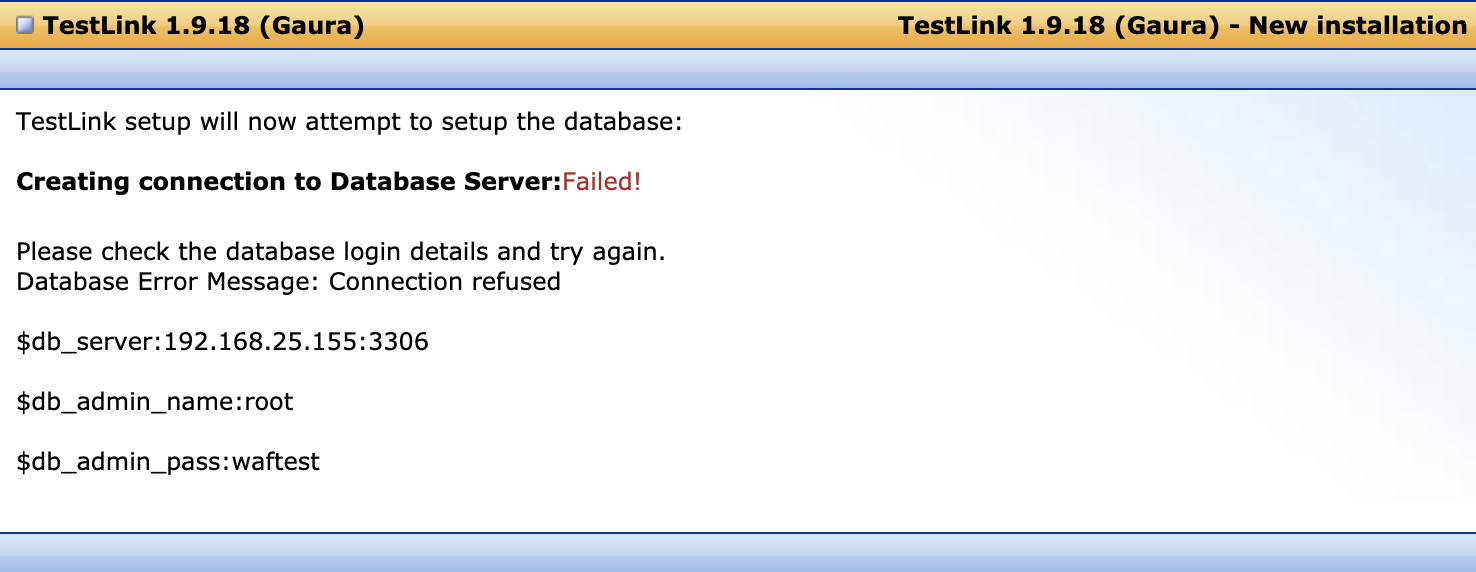 TestLink 1.9.18 (Gaura)
TestLink 1.9.18 (Gaura) - New installation
TestLink setup will now attempt to setup the database:
Creating connection to Database Server:Failed!
Please check the database login details and try again.
Database Error Message: Connection refused
$db_server:192.168.25.155:3306
$db_admin_name:root
$db_admin_pass:waftest